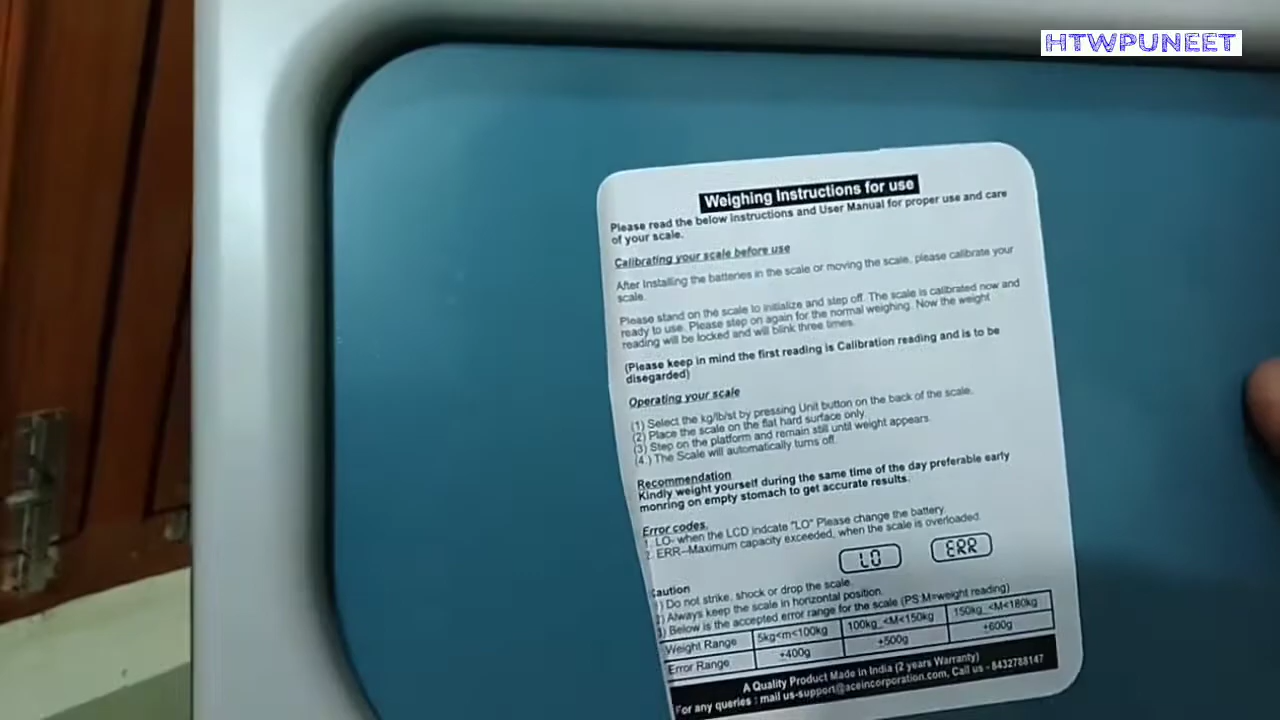 HTWPUNEET
Weighing Instructions for use
Please read the below instructions and User Manual for proper use and care
of your scale.
Calibrating your scale before use
After Installing the batteries in the scale or moving the scale, please calibrate your
scale.
Please stand on the scale to initialize and step off. The scale is calibrated now and
ready to use. Please step on again for the normal weighing. Now the weight
reading will be locked and will blink three times.
(Please keep in mind the first reading is Calibration reading and is to be
disegarded)
Operating your scale
(1) Select the kg/lb/st by pressing Unit button on the back of the scale.
(2) Place the scale on the flat hard surface only.
(3) Step on the platform and remain still until weight appears.
(4.) The Scale will automatically turns off.
Recommendation
Kindly weight yourself during the same time of the day preferable early
monring on empty stomach to get accurate results.
Error codes.
1. LO- when the LCD indcate "LO" Please change the battery.
2. ERR--Maximum capacity exceeded, when the scale is overloaded.
LO ERR
Caution
1) Do not strike, shock or drop the scale.
2) Always keep the scale in horizontal position.
3) Below is the accepted error range for the scale (PS:M=weight reading)
Weight Range 5kg<m<100kg 100kg_<M<150kg 150kg_<M<180kg
Error Range ±400g ±500g ±600g
A Quality Product Made in India (2 years Warranty)
For any queries : mail us-support@aceincorporation.com, Call us - 8432788147